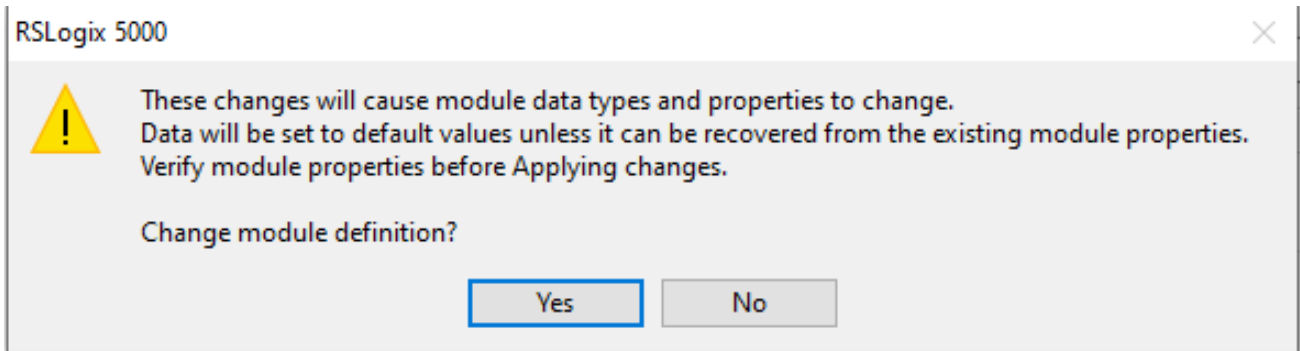 RSLogix 5000
These changes will cause module data types and properties to change.
Data will be set to default values unless it can be recovered from the existing module properties.
Verify module properties before Applying changes.
Change module definition?
Yes
No